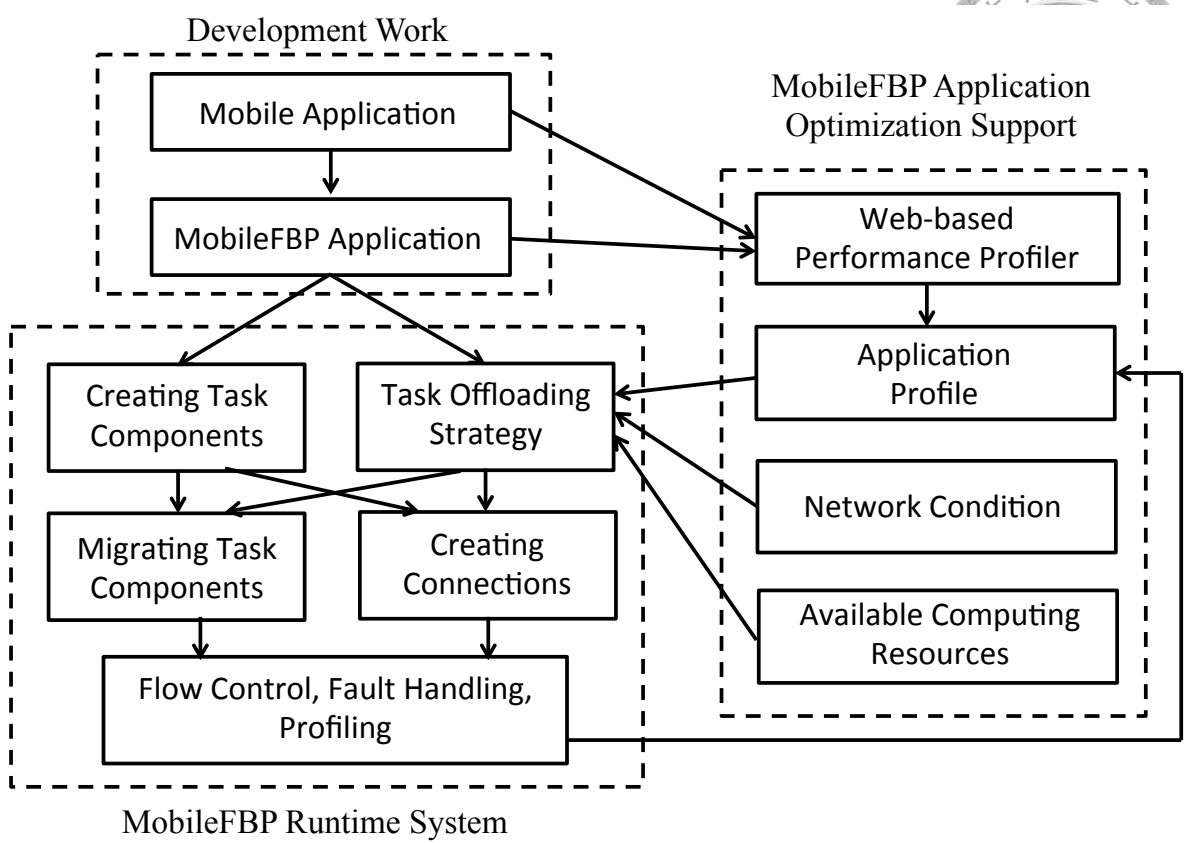 Development Work
Mobile Application
MobileFBP Application
MobileFBP Application
Optimization Support
Web-based
Performance Profiler
Application
Profile
Network Condition
Available Computing
Resources
Creating Task
Components
Task Offloading
Strategy
Migrating Task
Components
Creating
Connections
Flow Control, Fault Handling,
Profiling
MobileFBP Runtime System